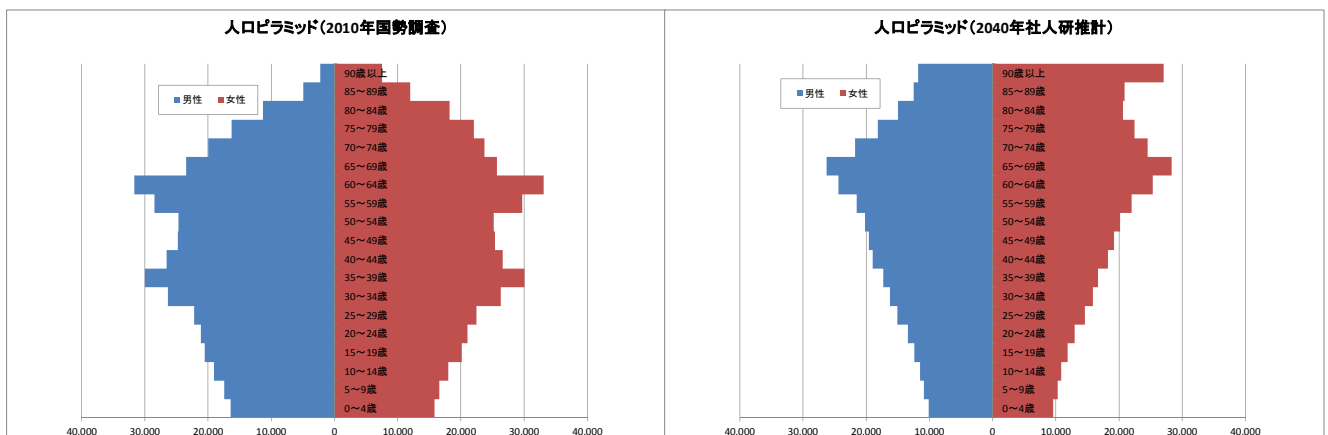 人口ピラミッド（2010年国勢調査）
男性 女性
90歳以上
85～89歳
80～84歳
75～79歳
70～74歳
65～69歳
60～64歳
55～59歳
50～54歳
45～49歳
40～44歳
35～39歳
30～34歳
25～29歳
20～24歳
15～19歳
10～14歳
5～9歳
0～4歳
40,000 30,000 20,000 10,000 0 10,000 20,000 30,000 40,000
人口ピラミッド（2040年社人研推計）
男性 女性
90歳以上
85～89歳
80～84歳
75～79歳
70～74歳
65～69歳
60～64歳
55～59歳
50～54歳
45～49歳
40～44歳
35～39歳
30～34歳
25～29歳
20～24歳
15～19歳
10～14歳
5～9歳
0～4歳
40,000 30,000 20,000 10,000 0 10,000 20,000 30,000 40,000